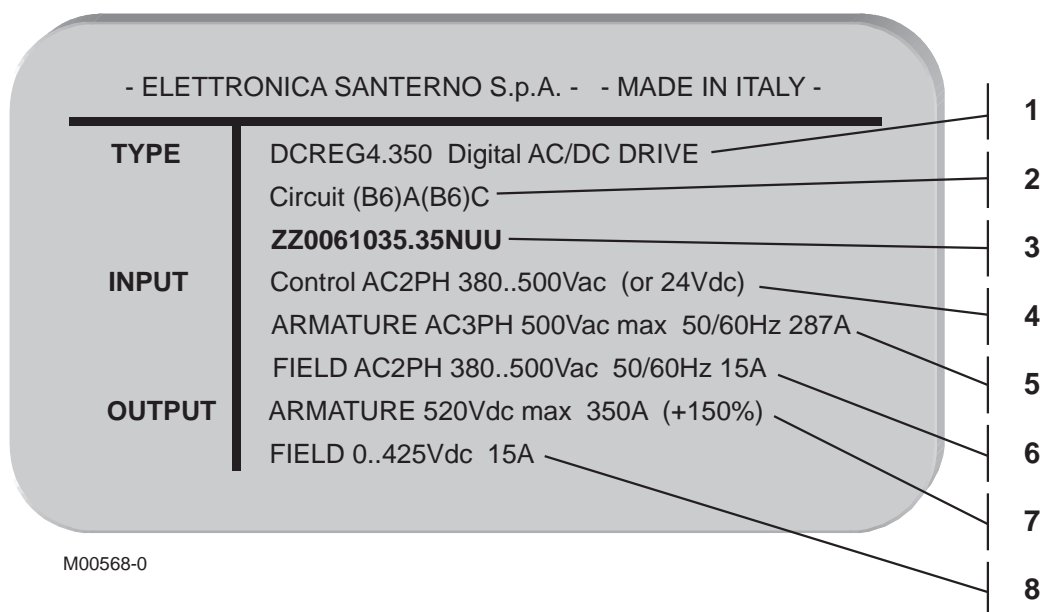 - ELETTRONICA SANTERNO S.p.A. -   - MADE IN ITALY -
TYPE DCREG4.350  Digital AC/DC DRIVE 1
Circuit (B6)A(B6)C 2
ZZ0061035.35NUU 3
INPUT Control AC2PH 380..500Vac  (or 24Vdc) 4
ARMATURE AC3PH 500Vac max  50/60Hz 287A 5
FIELD AC2PH 380..500Vac  50/60Hz 15A 6
OUTPUT ARMATURE 520Vdc max  350A  (+150%) 7
FIELD 0..425Vdc  15A 8
M00568-0